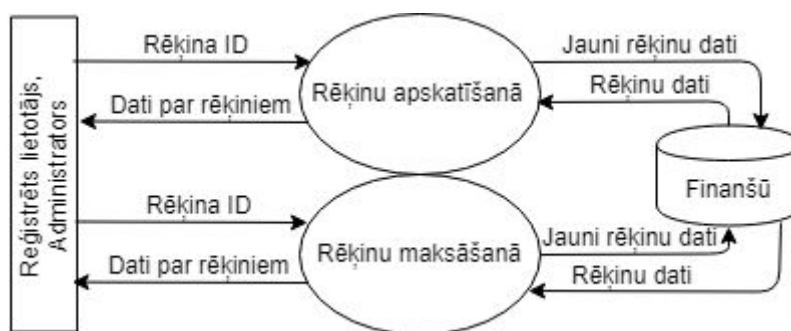 Reģistrēts lietotājs,
Administrators
Rēķina ID
Dati par rēķiniem
Rēķinu apskatīšanā
Jauni rēķinu dati
Rēķinu dati
Finanšū
Rēķina ID
Dati par rēķiniem
Rēķinu maksāšanā
Jauni rēķinu dati
Rēķinu dati